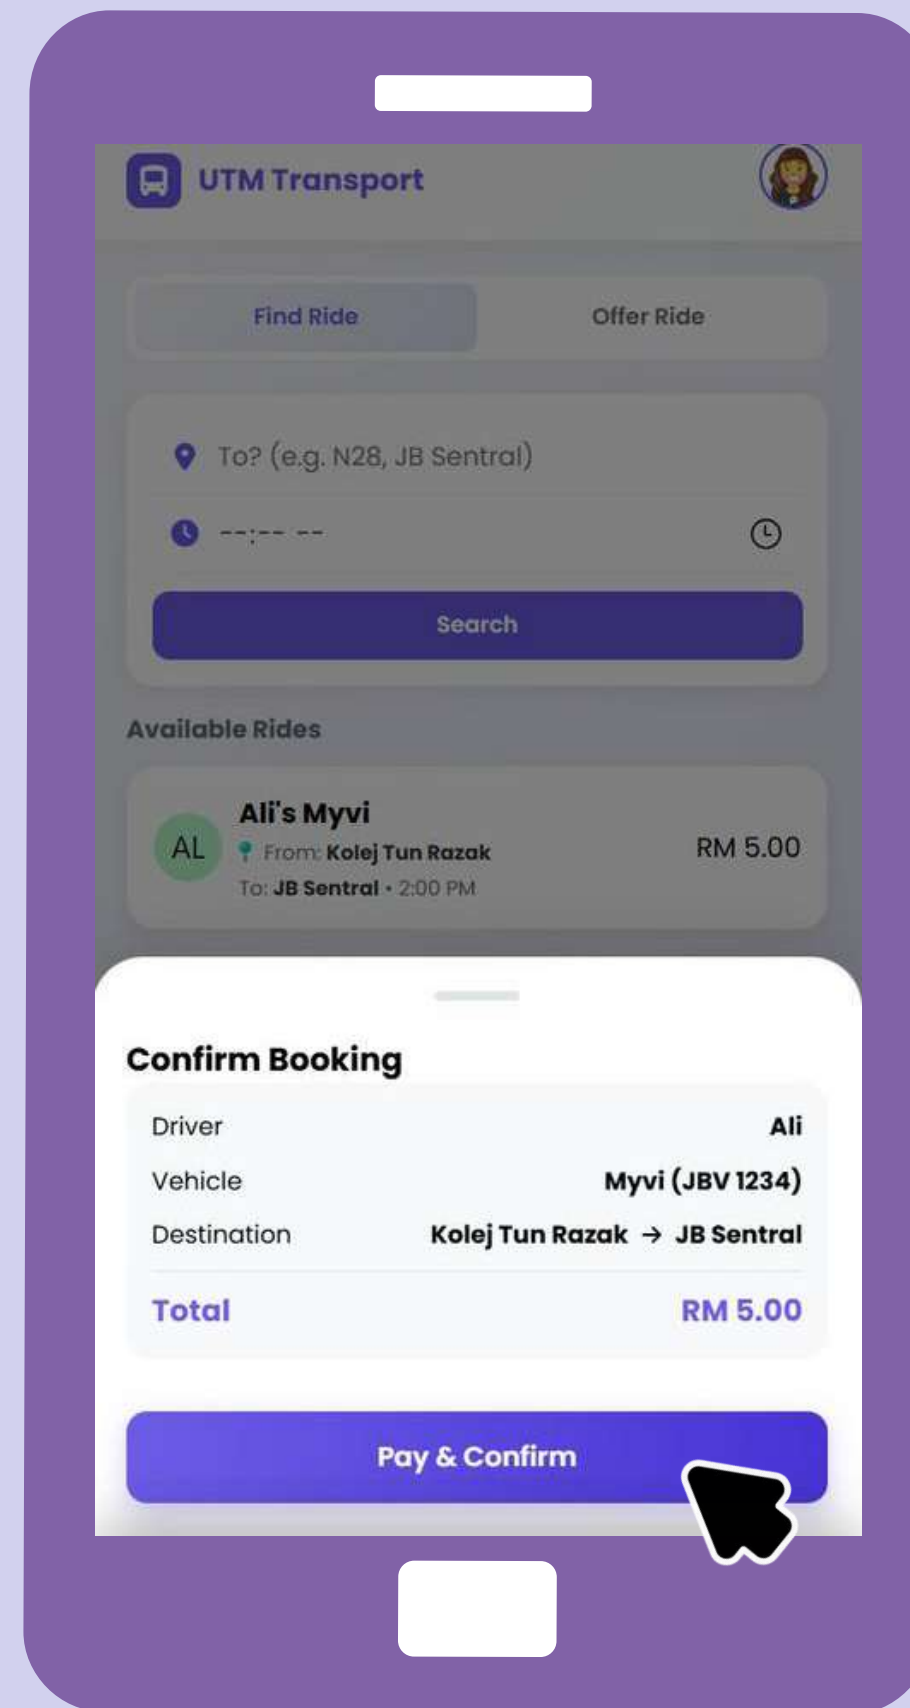 UTM Transport
Find Ride
Offer Ride
To? (e.g. N28, JB Sentral)
--:-- --
Search
Available Rides
AL
Ali's Myvi
From: Kolej Tun Razak
To: JB Sentral • 2:00 PM
RM 5.00
Confirm Booking
Driver Ali
Vehicle Myvi (JBV 1234)
Destination Kolej Tun Razak → JB Sentral
Total RM 5.00
Pay & Confirm